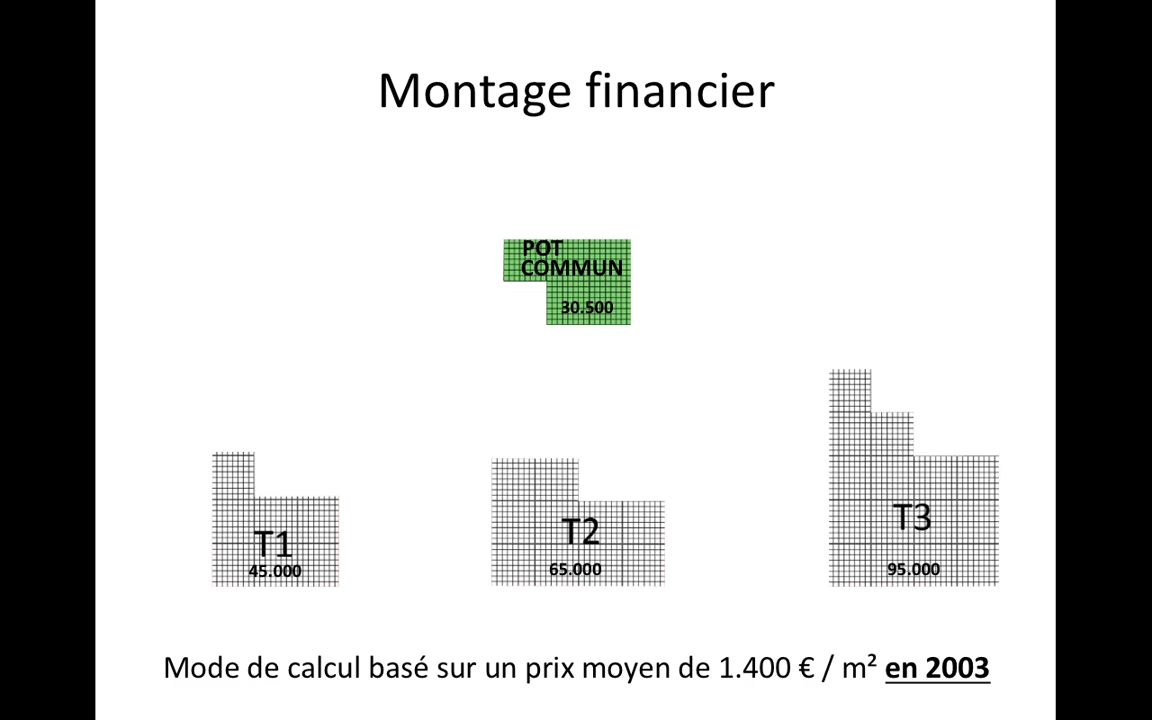 Montage financier
POT
COMMUN
30.500
T1
45.000
T2
65.000
T3
95.000
Mode de calcul basé sur un prix moyen de 1.400 € / m² en 2003